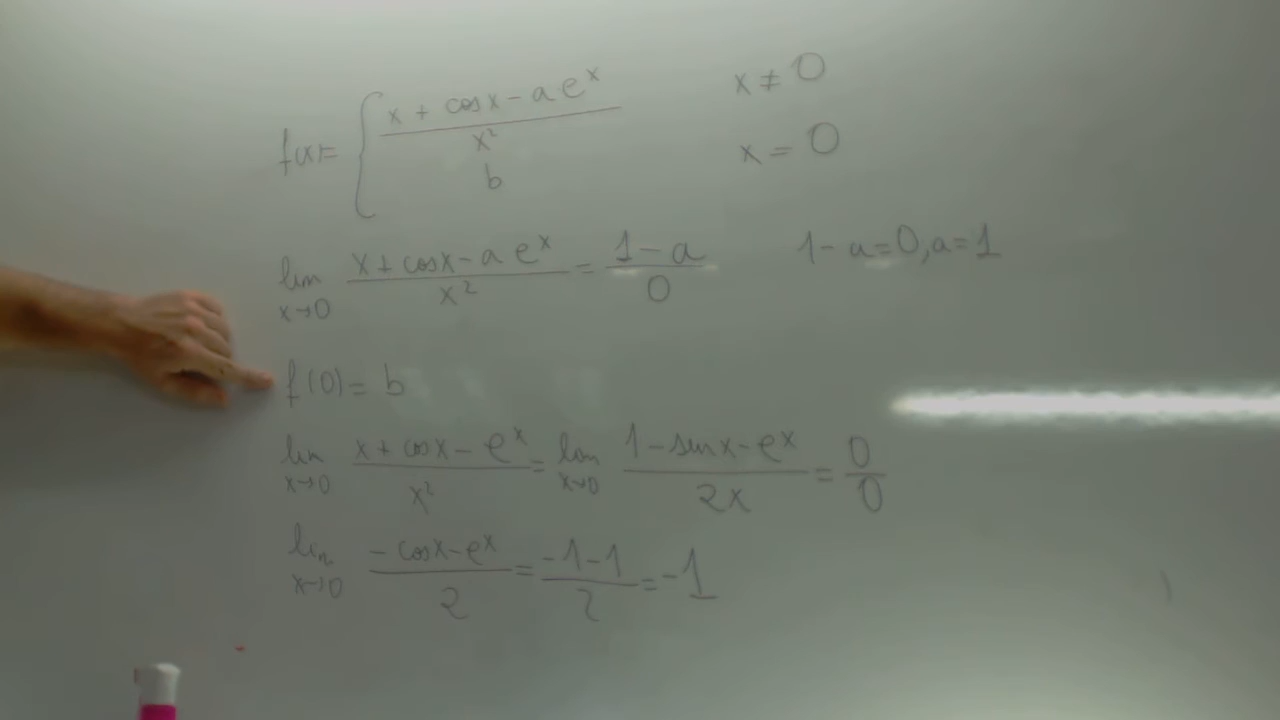 f(x)= { (x + cos x - a e^x)/x²   x ≠ 0
b   x = 0
lim x→0 (x + cos x - a e^x)/x² = (1 - a)/0   1 - a = 0, a = 1
f(0) = b
lim x→0 (x + cos x - e^x)/x² = lim x→0 (1 - sin x - e^x)/2x = 0/0
lim x→0 (-cos x - e^x)/2 = (-1 - 1)/2 = -1